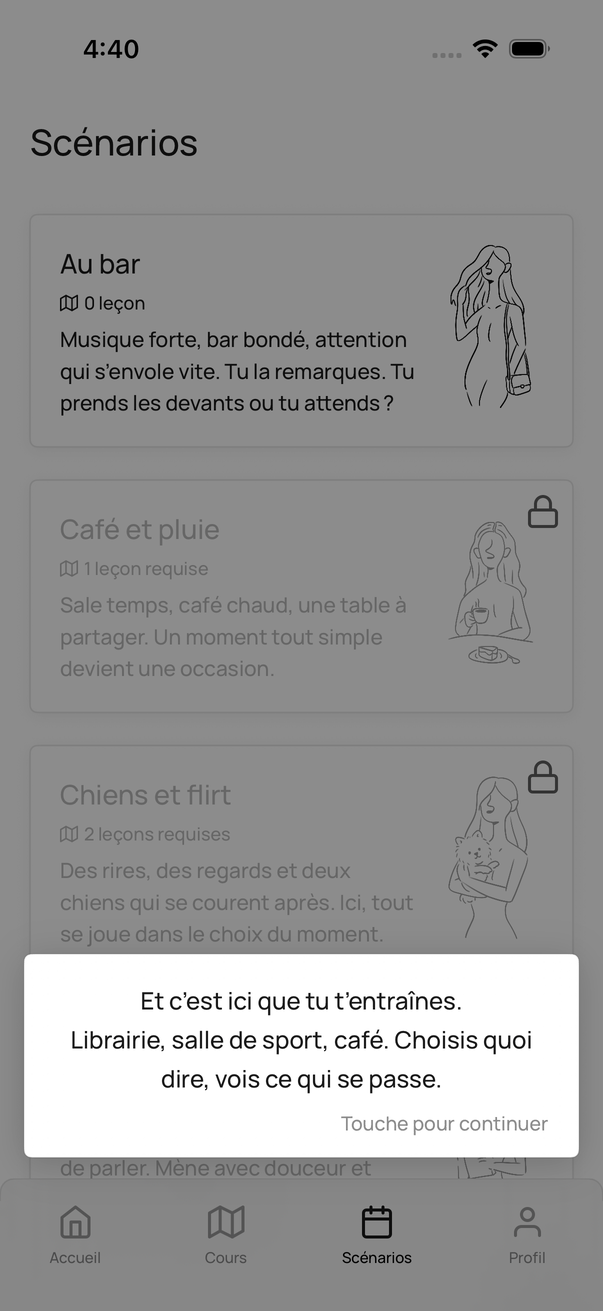 4:40
Scénarios
Au bar
0 leçon
Musique forte, bar bondé, attention
qui s'envole vite. Tu la remarques. Tu
prends les devants ou tu attends ?
Café et pluie
1 leçon requise
Sale temps, café chaud, une table à
partager. Un moment tout simple
devient une occasion.
Chiens et flirt
2 leçons requises
Des rires, des regards et deux
chiens qui se courent après. Ici, tout
se joue dans le choix du moment.
Et c'est ici que tu t'entraînes.
Librairie, salle de sport, café. Choisis quoi
dire, vois ce qui se passe.
Touche pour continuer
de parler. Mène avec douceur et
Accueil
Cours
Scénarios
Profil